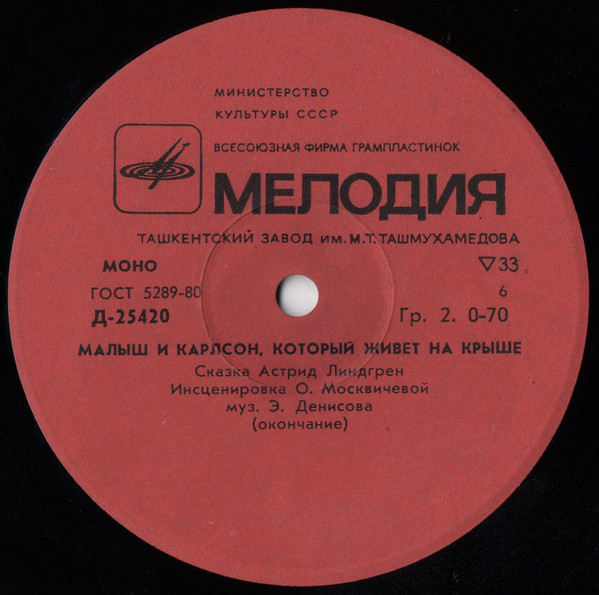 МИНИСТЕРСТВО
КУЛЬТУРЫ СССР
ВСЕСОЮЗНАЯ ФИРМА ГРАМПЛАСТИНОК
МЕЛОДИЯ
ТАШКЕНТСКИЙ ЗАВОД им. М.Т. ТАШМУХАМЕДОВА
МОНО ▽33
ГОСТ 5289-80 6
Д-25420 Гр. 2. 0-70
МАЛЫШ И КАРЛСОН, КОТОРЫЙ ЖИВЕТ НА КРЫШЕ
Сказка Астрид Линдгрен
Инсценировка О. Москвичевой
муз. Э. Денисова
(окончание)